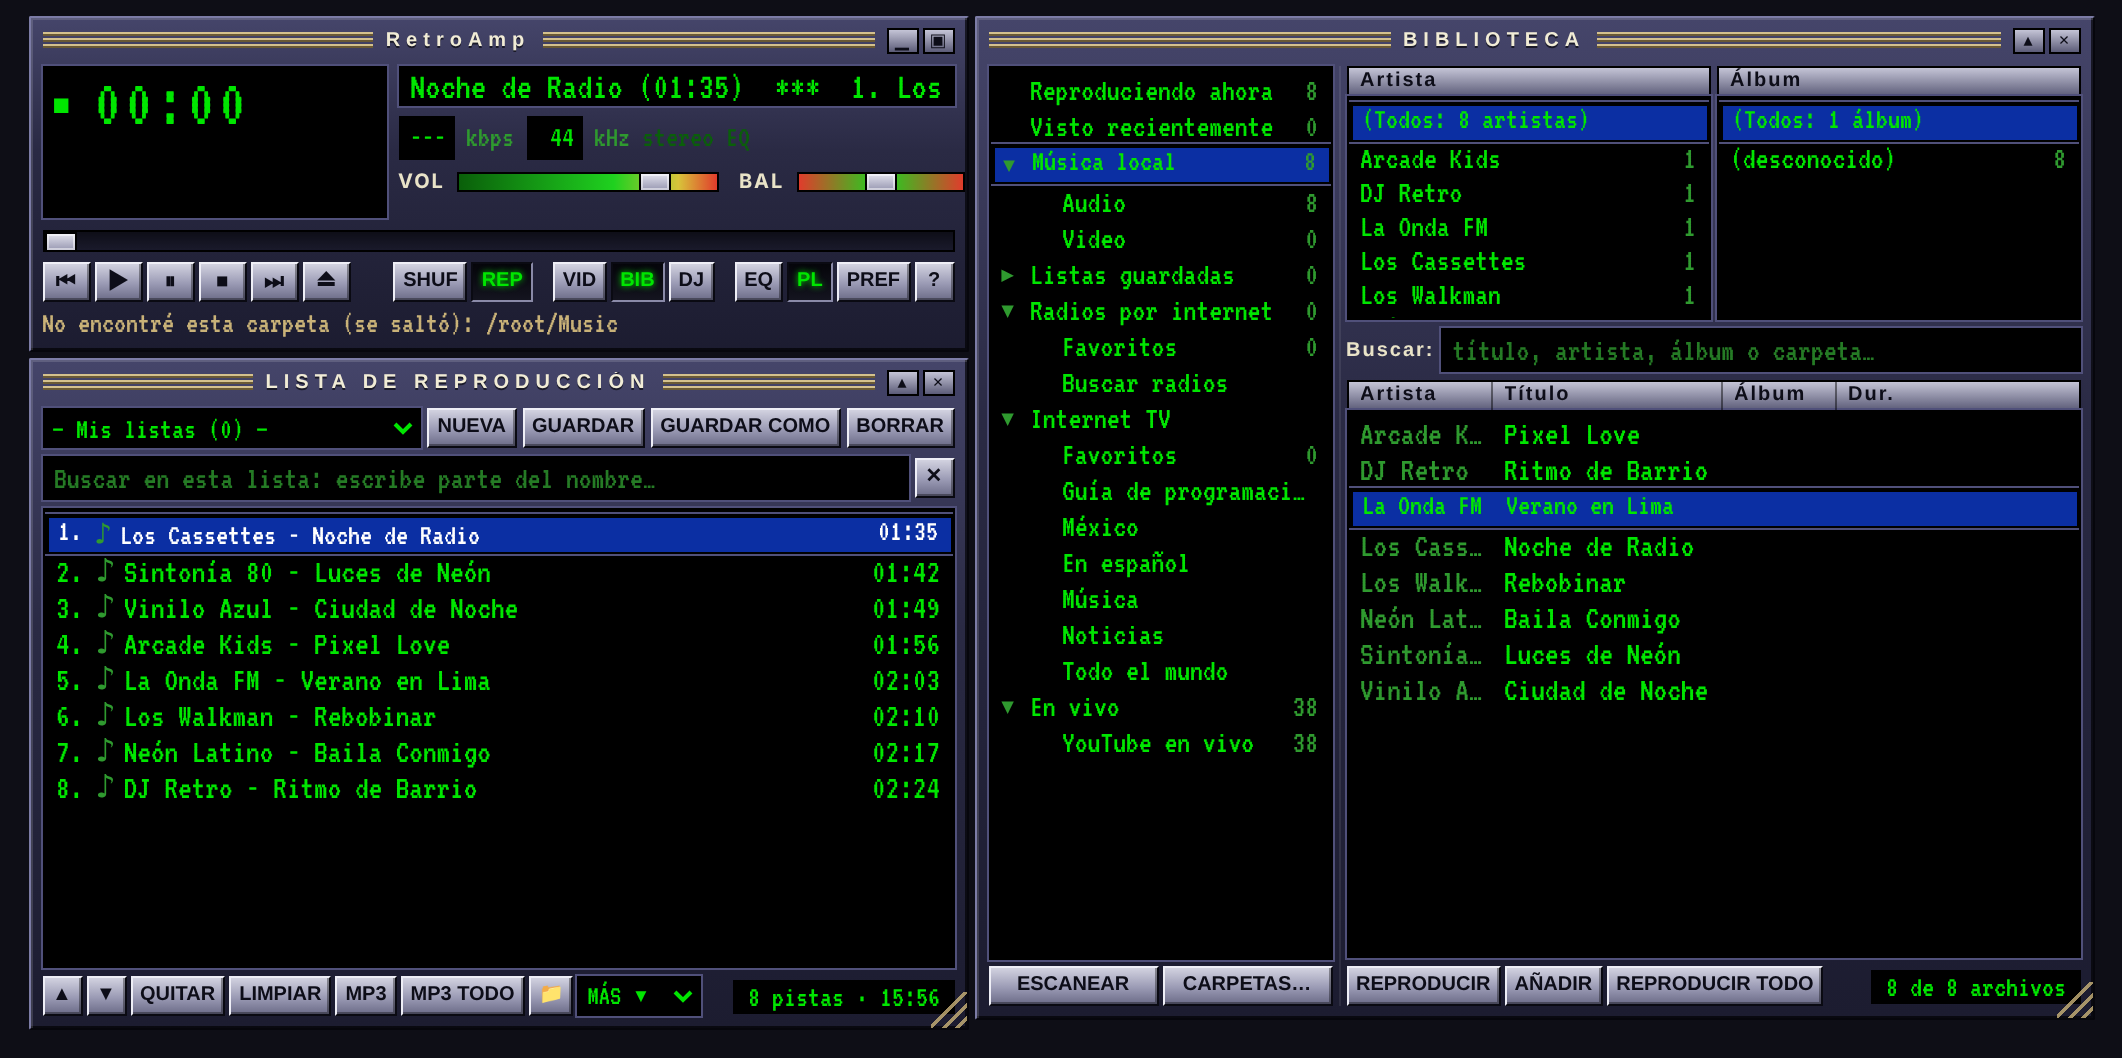 RetroAmp
00:00
Noche de Radio (01:35) *** 1. Los
--- kbps 44 kHz stereo EQ
VOL BAL
SHUF REP VID BIB DJ EQ PL PREF ?
No encontré esta carpeta (se saltó): /root/Music
LISTA DE REPRODUCCIÓN
- Mis listas (0) - NUEVA GUARDAR GUARDAR COMO BORRAR
Buscar en esta lista: escribe parte del nombre…
1. ♪ Los Cassettes - Noche de Radio 01:35
2. ♪ Sintonía 80 - Luces de Neón 01:42
3. ♪ Vinilo Azul - Ciudad de Noche 01:49
4. ♪ Arcade Kids - Pixel Love 01:56
5. ♪ La Onda FM - Verano en Lima 02:03
6. ♪ Los Walkman - Rebobinar 02:10
7. ♪ Neón Latino - Baila Conmigo 02:17
8. ♪ DJ Retro - Ritmo de Barrio 02:24
▲ ▼ QUITAR LIMPIAR MP3 MP3 TODO MÁS ▼ 8 pistas · 15:56
BIBLIOTECA
Reproduciendo ahora 8
Visto recientemente 0
▼ Música local 8
Audio 8
Video 0
▶ Listas guardadas 0
▼ Radios por internet 0
Favoritos 0
Buscar radios
▼ Internet TV
Favoritos 0
Guía de programaci…
México
En español
Música
Noticias
Todo el mundo
▼ En vivo 38
YouTube en vivo 38
ESCANEAR CARPETAS…
Artista
(Todos: 8 artistas)
Arcade Kids 1
DJ Retro 1
La Onda FM 1
Los Cassettes 1
Los Walkman 1
Álbum
(Todos: 1 álbum)
(desconocido) 8
Buscar: título, artista, álbum o carpeta…
Artista Título Álbum Dur.
Arcade K… Pixel Love
DJ Retro Ritmo de Barrio
La Onda FM Verano en Lima
Los Cass… Noche de Radio
Los Walk… Rebobinar
Neón Lat… Baila Conmigo
Sintonía… Luces de Neón
Vinilo A… Ciudad de Noche
REPRODUCIR AÑADIR REPRODUCIR TODO 8 de 8 archivos